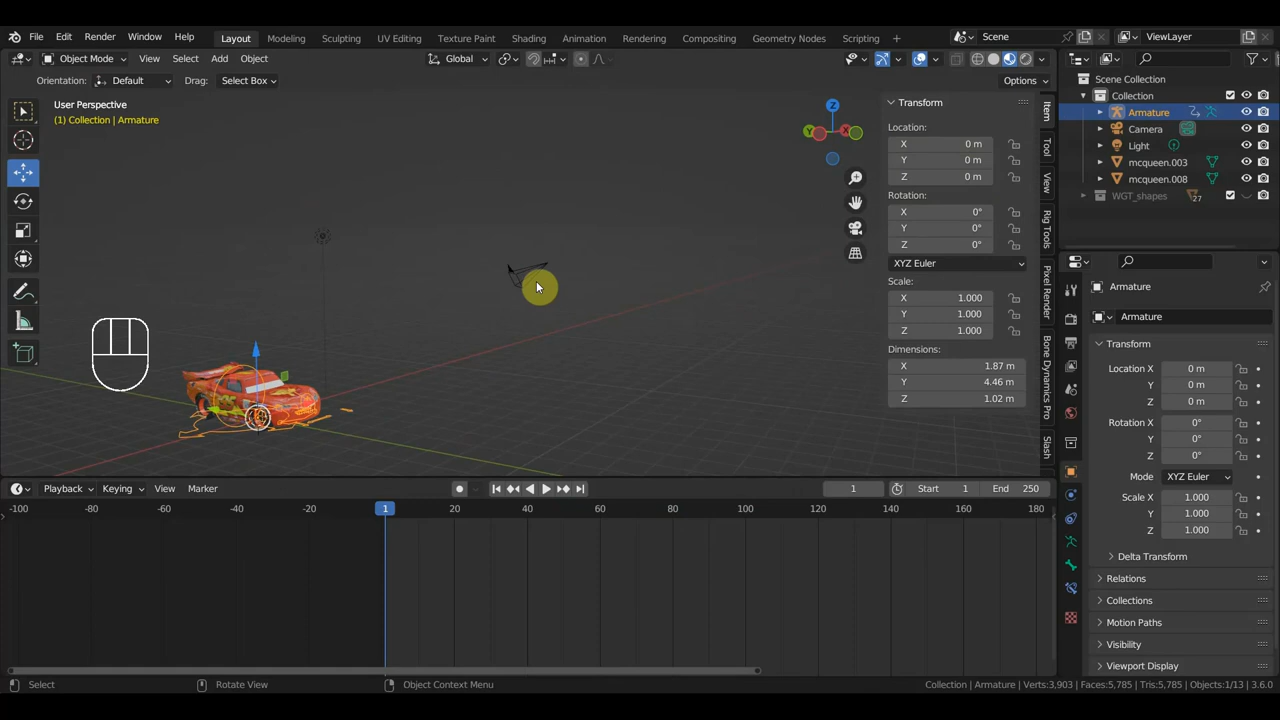 File Edit Render Window Help Layout Modeling Sculpting UV Editing Texture Paint Shading Animation Rendering Compositing Geometry Nodes Scripting + Scene ViewLayer
Object Mode View Select Add Object Global
Orientation: Default Drag: Select Box Options
User Perspective
(1) Collection | Armature
Z
Y
X
Transform
Location:
X 0 m
Y 0 m
Z 0 m
Rotation:
X 0°
Y 0°
Z 0°
XYZ Euler
Scale:
X 1.000
Y 1.000
Z 1.000
Dimensions:
X 1.87 m
Y 4.46 m
Z 1.02 m
Item
Tool
View
Rig Tools
Pixel Render
Bone Dynamics Pro
Slash
Scene Collection
Collection
Armature
Camera
Light
mcqueen.003
mcqueen.008
WGT_shapes 27
Armature
Armature
Transform
Location X 0 m
Y 0 m
Z 0 m
Rotation X 0°
Y 0°
Z 0°
Mode XYZ Euler
Scale X 1.000
Y 1.000
Z 1.000
Delta Transform
Relations
Collections
Motion Paths
Visibility
Viewport Display
Playback Keying View Marker 1 Start 1 End 250
-100 -80 -60 -40 -20 1 20 40 60 80 100 120 140 160 180
Select Rotate View Object Context Menu Collection | Armature | Verts:3,903 | Faces:5,785 | Tris:5,785 | Objects:1/13 | 3.6.0